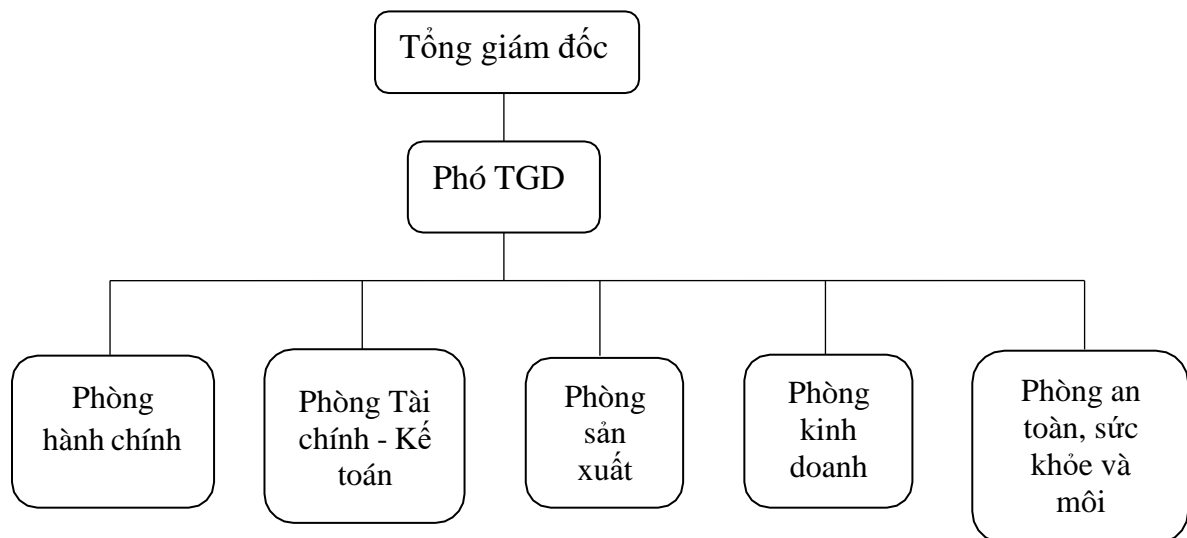 Tổng giám đốc
Phó TGD
Phòng
hành chính
Phòng Tài
chính - Kế
toán
Phòng
sản
xuất
Phòng
kinh
doanh
Phòng an
toàn, sức
khỏe và
môi